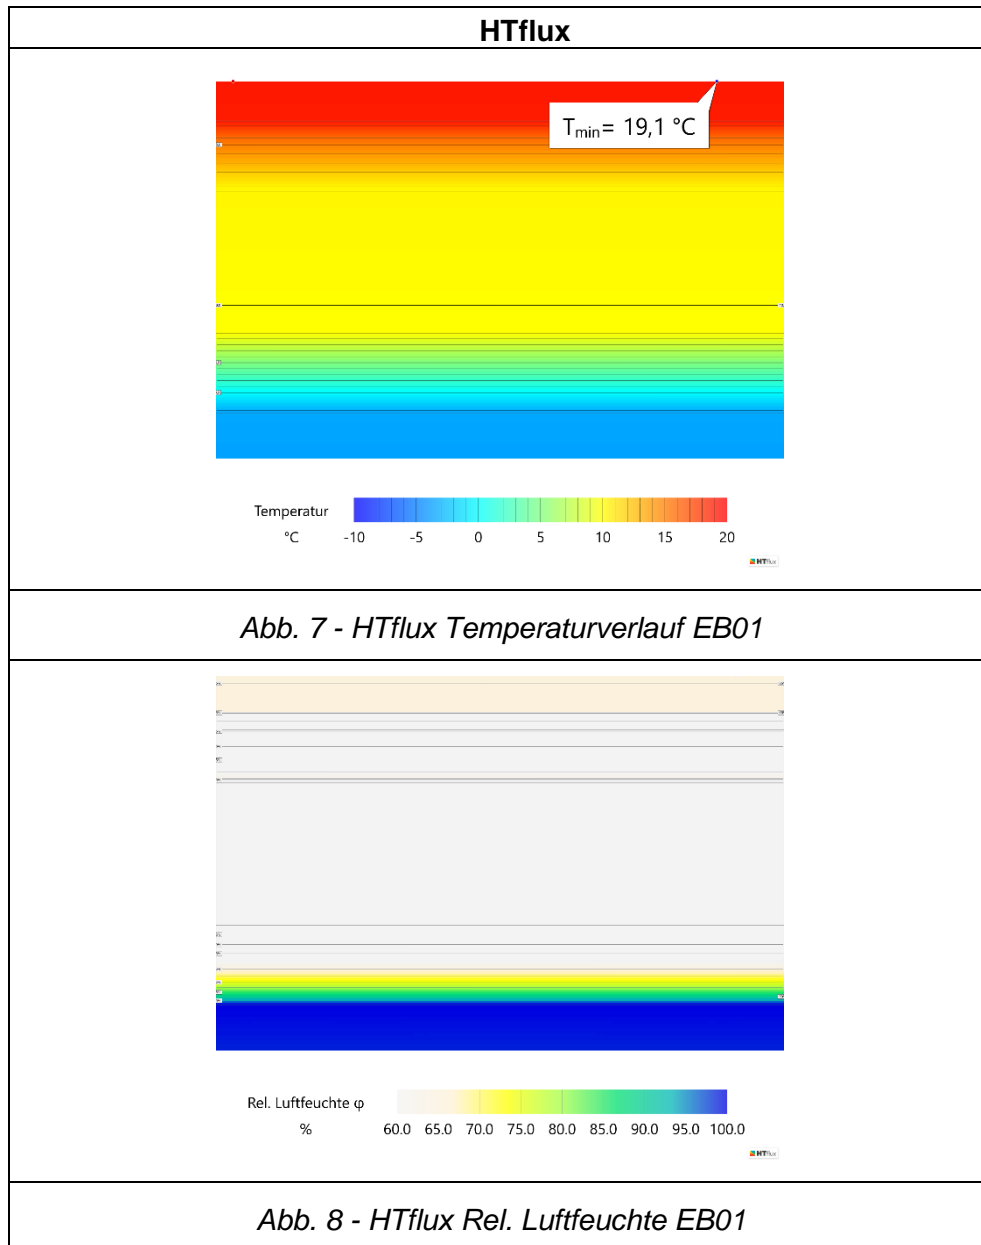 HTflux
Tmin= 19,1 °C
Temperatur
°C -10 -5 0 5 10 15 20
HTflux
Abb. 7 - HTflux Temperaturverlauf EB01
Rel. Luftfeuchte φ
% 60.0 65.0 70.0 75.0 80.0 85.0 90.0 95.0 100.0
HTflux
Abb. 8 - HTflux Rel. Luftfeuchte EB01